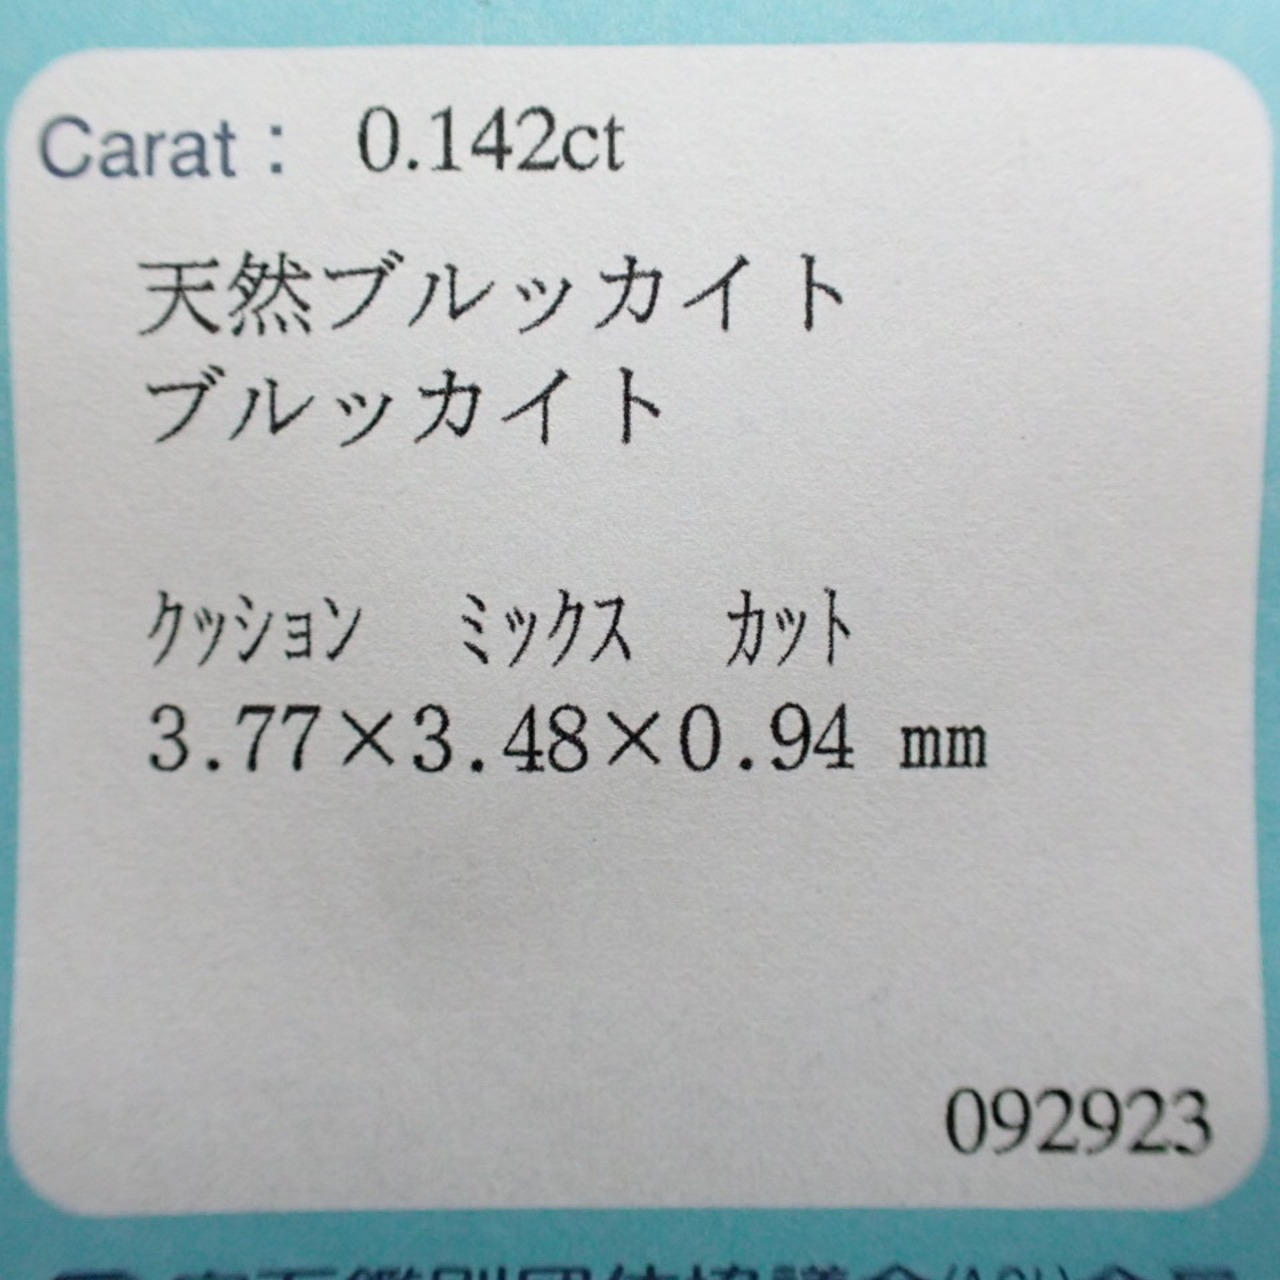 Carat : 0.142ct
天然ブルッカイト
ブルッカイト
ｸｯｼｮﾝ ﾐｯｸｽ ｶｯﾄ
3.77×3.48×0.94 mm
092923